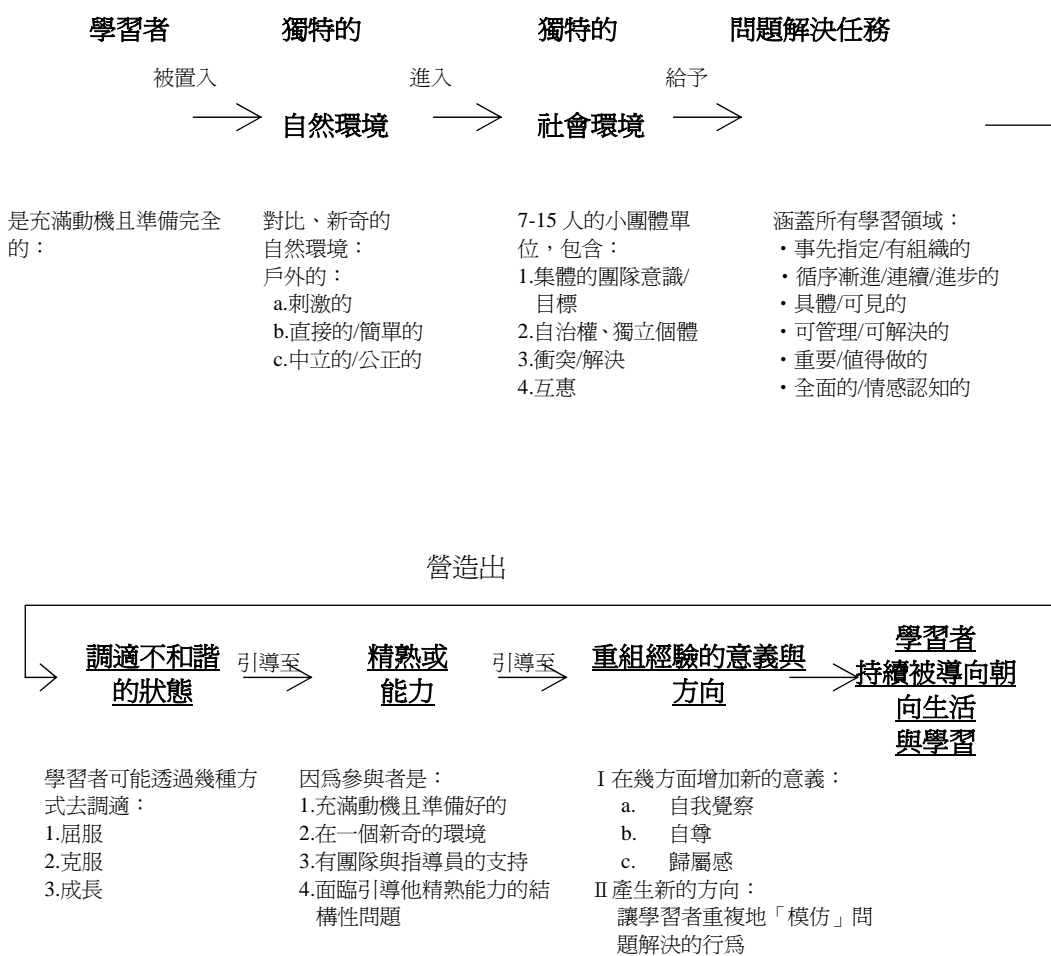 學習者
獨特的
獨特的
問題解決任務
被置入
進入
給予
自然環境
社會環境
是充滿動機且準備完全
的：
對比、新奇的
自然環境：
戶外的：
a.刺激的
b.直接的/簡單的
c.中立的/公正的
7-15 人的小團體單
位，包含：
1.集體的團隊意識/
目標
2.自治權、獨立個體
3.衝突/解決
4.互惠
涵蓋所有學習領域：
・事先指定/有組織的
・循序漸進/連續/進步的
・具體/可見的
・可管理/可解決的
・重要/值得做的
・全面的/情感認知的
營造出
調適不和諧
的狀態
引導至
精熟或
能力
引導至
重組經驗的意義與
方向
學習者
持續被導向朝
向生活
與學習
學習者可能透過幾種方
式去調適：
1.屈服
2.克服
3.成長
因為參與者是：
1.充滿動機且準備好的
2.在一個新奇的環境
3.有團隊與指導員的支持
4.面臨引導他精熟能力的結
構性問題
Ⅰ在幾方面增加新的意義：
a. 自我覺察
b. 自尊
c. 歸屬感
Ⅱ產生新的方向：
讓學習者重複地「模仿」問
題解決的行為